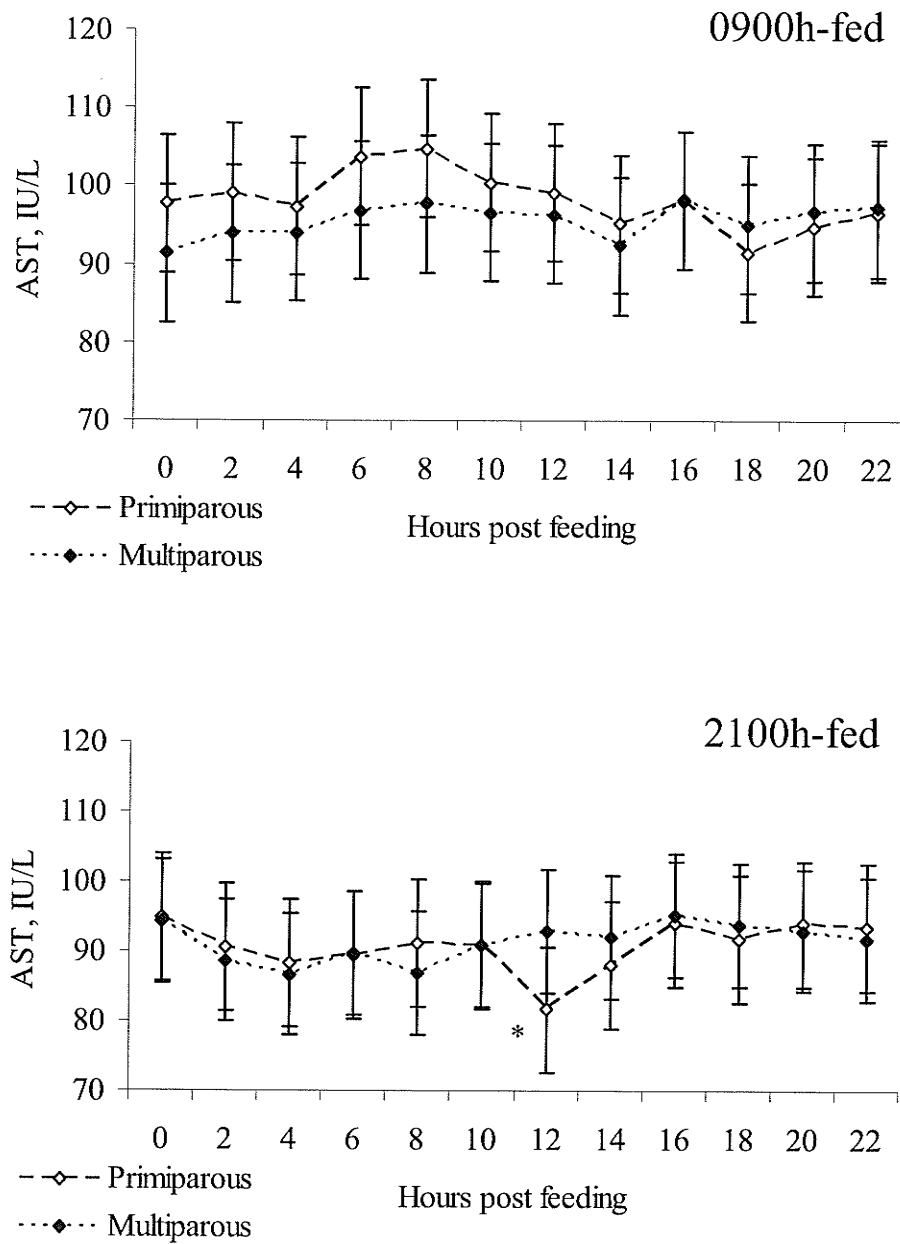 0900h-fed
120
110
100
90
80
70
AST, IU/L
0 2 4 6 8 10 12 14 16 18 20 22
Hours post feeding
Primiparous
Multiparous
2100h-fed
120
110
100
90
80
70
AST, IU/L
*
0 2 4 6 8 10 12 14 16 18 20 22
Hours post feeding
Primiparous
Multiparous